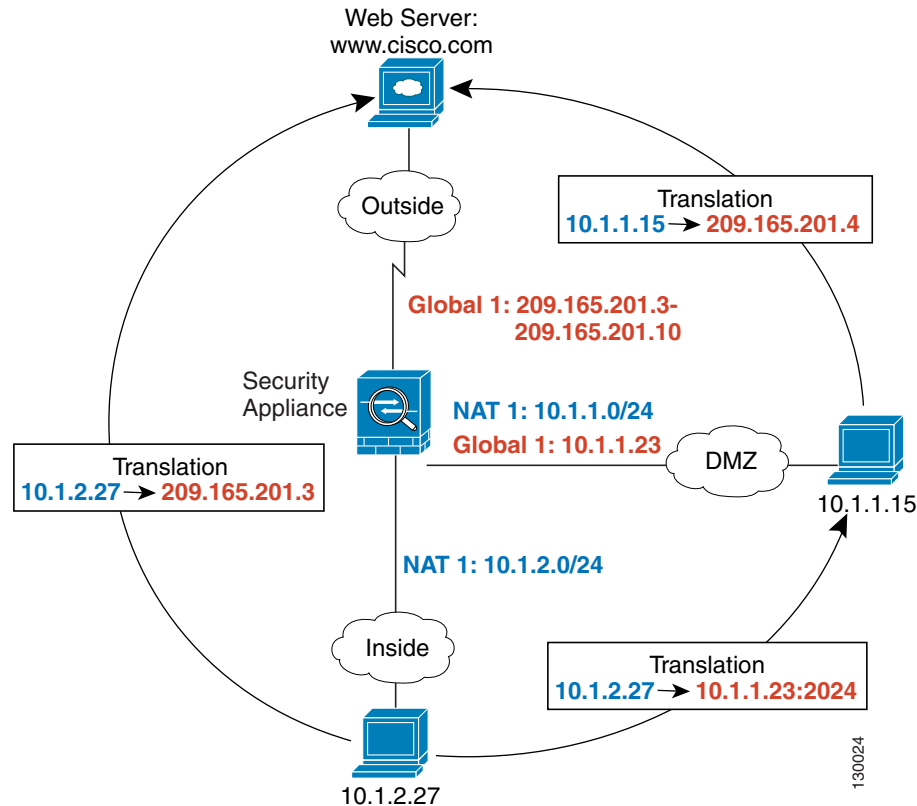 Web Server:
www.cisco.com
Outside
Translation
10.1.1.15 → 209.165.201.4
Global 1: 209.165.201.3-
209.165.201.10
Security
Appliance
NAT 1: 10.1.1.0/24
Global 1: 10.1.1.23
DMZ
10.1.1.15
Translation
10.1.2.27 → 209.165.201.3
NAT 1: 10.1.2.0/24
Inside
Translation
10.1.2.27 → 10.1.1.23:2024
10.1.2.27
130024